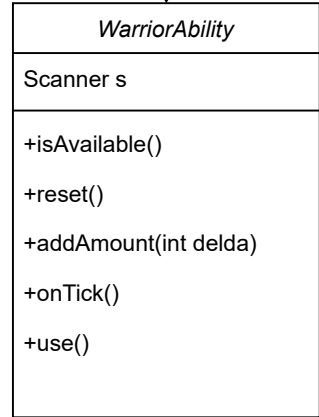 WarriorAbility
Scanner s
+isAvailable()
+reset()
+addAmount(int delda)
+onTick()
+use()